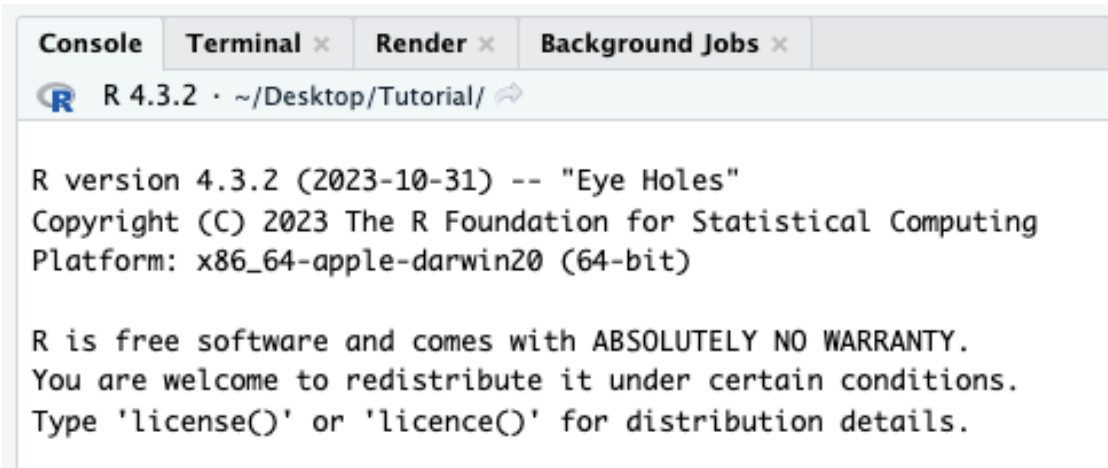 Console Terminal × Render × Background Jobs ×
R R 4.3.2 · ~/Desktop/Tutorial/
R version 4.3.2 (2023-10-31) -- "Eye Holes"
Copyright (C) 2023 The R Foundation for Statistical Computing
Platform: x86_64-apple-darwin20 (64-bit)
R is free software and comes with ABSOLUTELY NO WARRANTY.
You are welcome to redistribute it under certain conditions.
Type 'license()' or 'licence()' for distribution details.